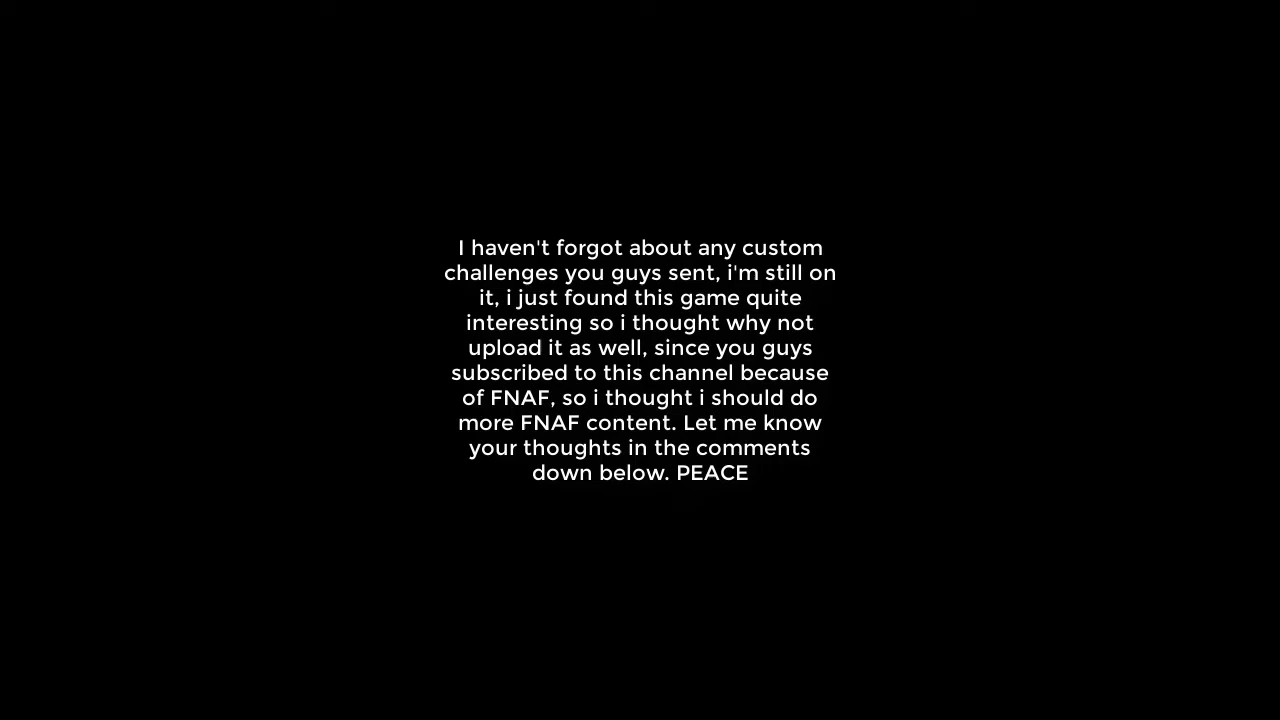 I haven't forgot about any custom
challenges you guys sent, i'm still on
it, i just found this game quite
interesting so i thought why not
upload it as well, since you guys
subscribed to this channel because
of FNAF, so i thought i should do
more FNAF content. Let me know
your thoughts in the comments
down below. PEACE